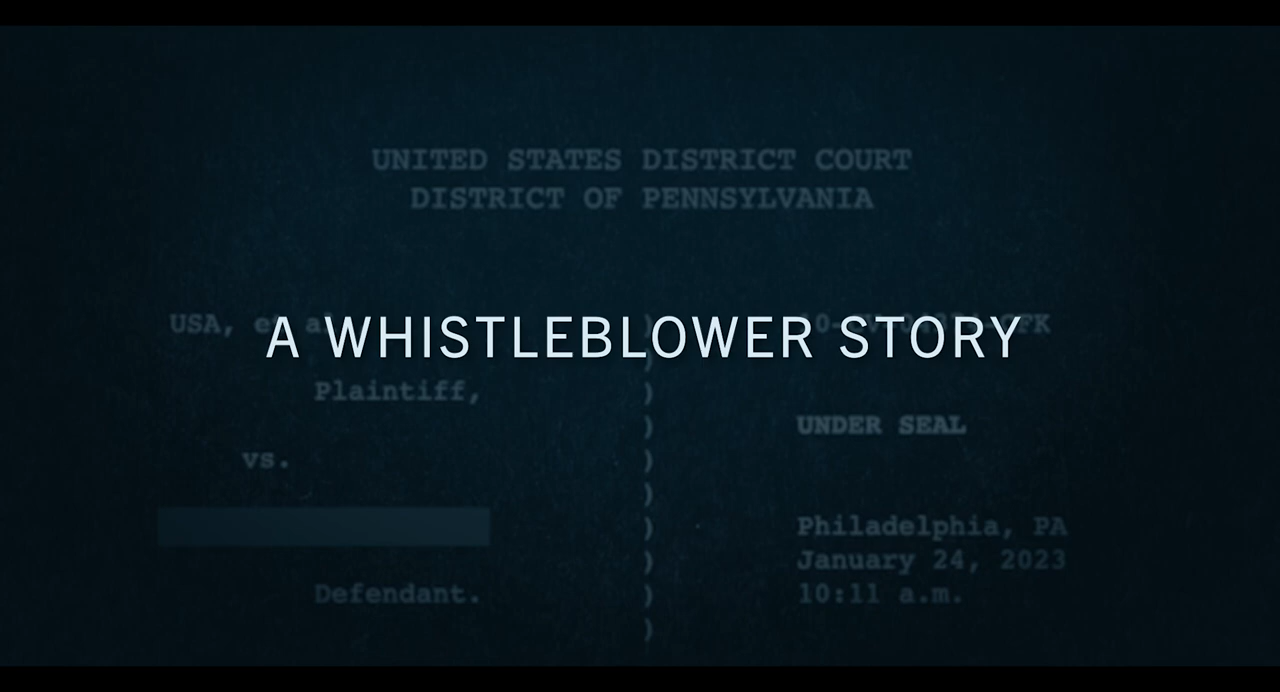 UNITED STATES DISTRICT COURT
DISTRICT OF PENNSYLVANIA
USA,
A WHISTLEBLOWER STORY
)
Plaintiff, )
) UNDER SEAL
vs. )
)
) Philadelphia, PA
) January 24, 2023
Defendant. ) 10:11 a.m.
)